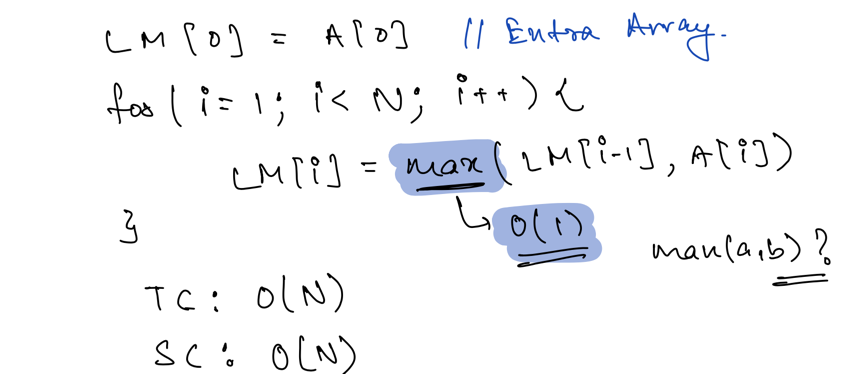 LM[0] = A[0] // Extra Array.
for(i=1; i<N; i++) {
LM[i] = max(LM[i-1], A[i])
}
O(1)
max(a,b)?
TC: O(N)
SC: O(N)